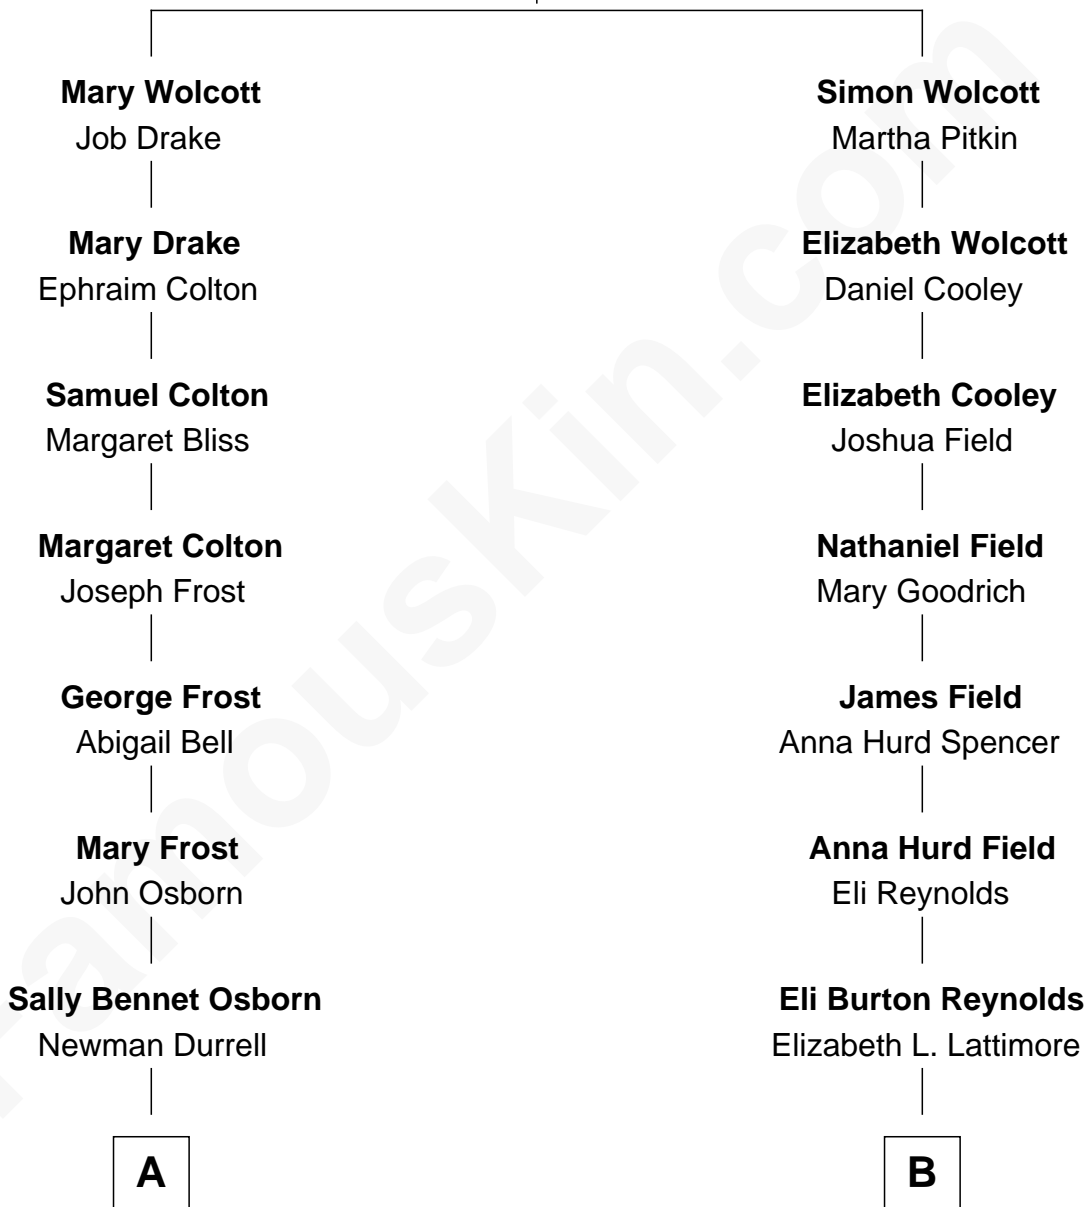 Mary Wolcott
Job Drake
Mary Drake
Ephraim Colton
Samuel Colton
Margaret Bliss
Margaret Colton
Joseph Frost
George Frost
Abigail Bell
Mary Frost
John Osborn
Sally Bennet Osborn
Newman Durrell
A
Simon Wolcott
Martha Pitkin
Elizabeth Wolcott
Daniel Cooley
Elizabeth Cooley
Joshua Field
Nathaniel Field
Mary Goodrich
James Field
Anna Hurd Spencer
Anna Hurd Field
Eli Reynolds
Eli Burton Reynolds
Elizabeth L. Lattimore
B
FamousKin.com